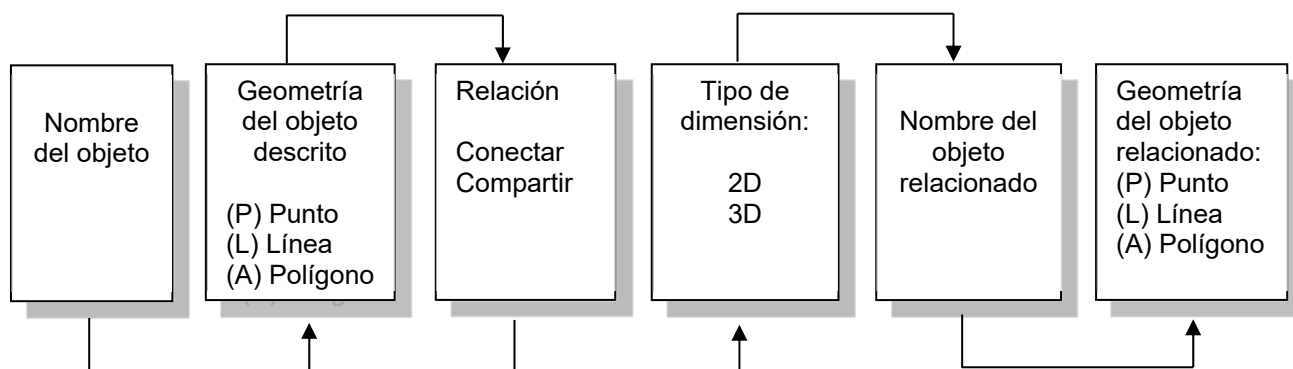 Nombre
del objeto
Geometría
del objeto
descrito
(P) Punto
(L) Línea
(A) Polígono
Relación
Conectar
Compartir
Tipo de
dimensión:
2D
3D
Nombre del
objeto
relacionado
Geometría
del objeto
relacionado:
(P) Punto
(L) Línea
(A) Polígono